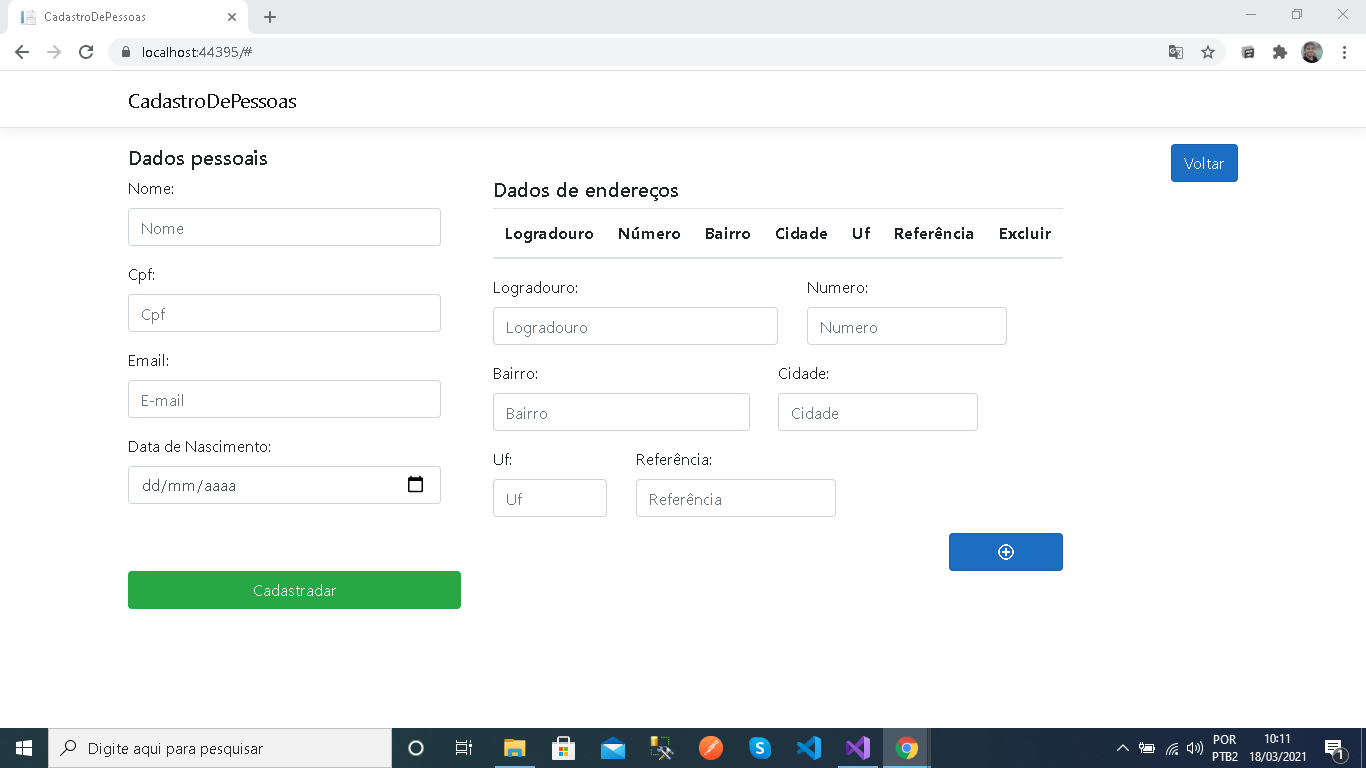 CadastroDePessoas
localhost:44395/#
CadastroDePessoas
Dados pessoais
Voltar
Nome:
Nome
Cpf:
Cpf
Email:
E-mail
Data de Nascimento:
dd/mm/aaaa
Cadastradar
Dados de endereços
Logradouro Número Bairro Cidade Uf Referência Excluir
Logradouro: Numero:
Logradouro Numero
Bairro: Cidade:
Bairro Cidade
Uf: Referência:
Uf Referência
Digite aqui para pesquisar
POR
PTB2
10:11
18/03/2021
1